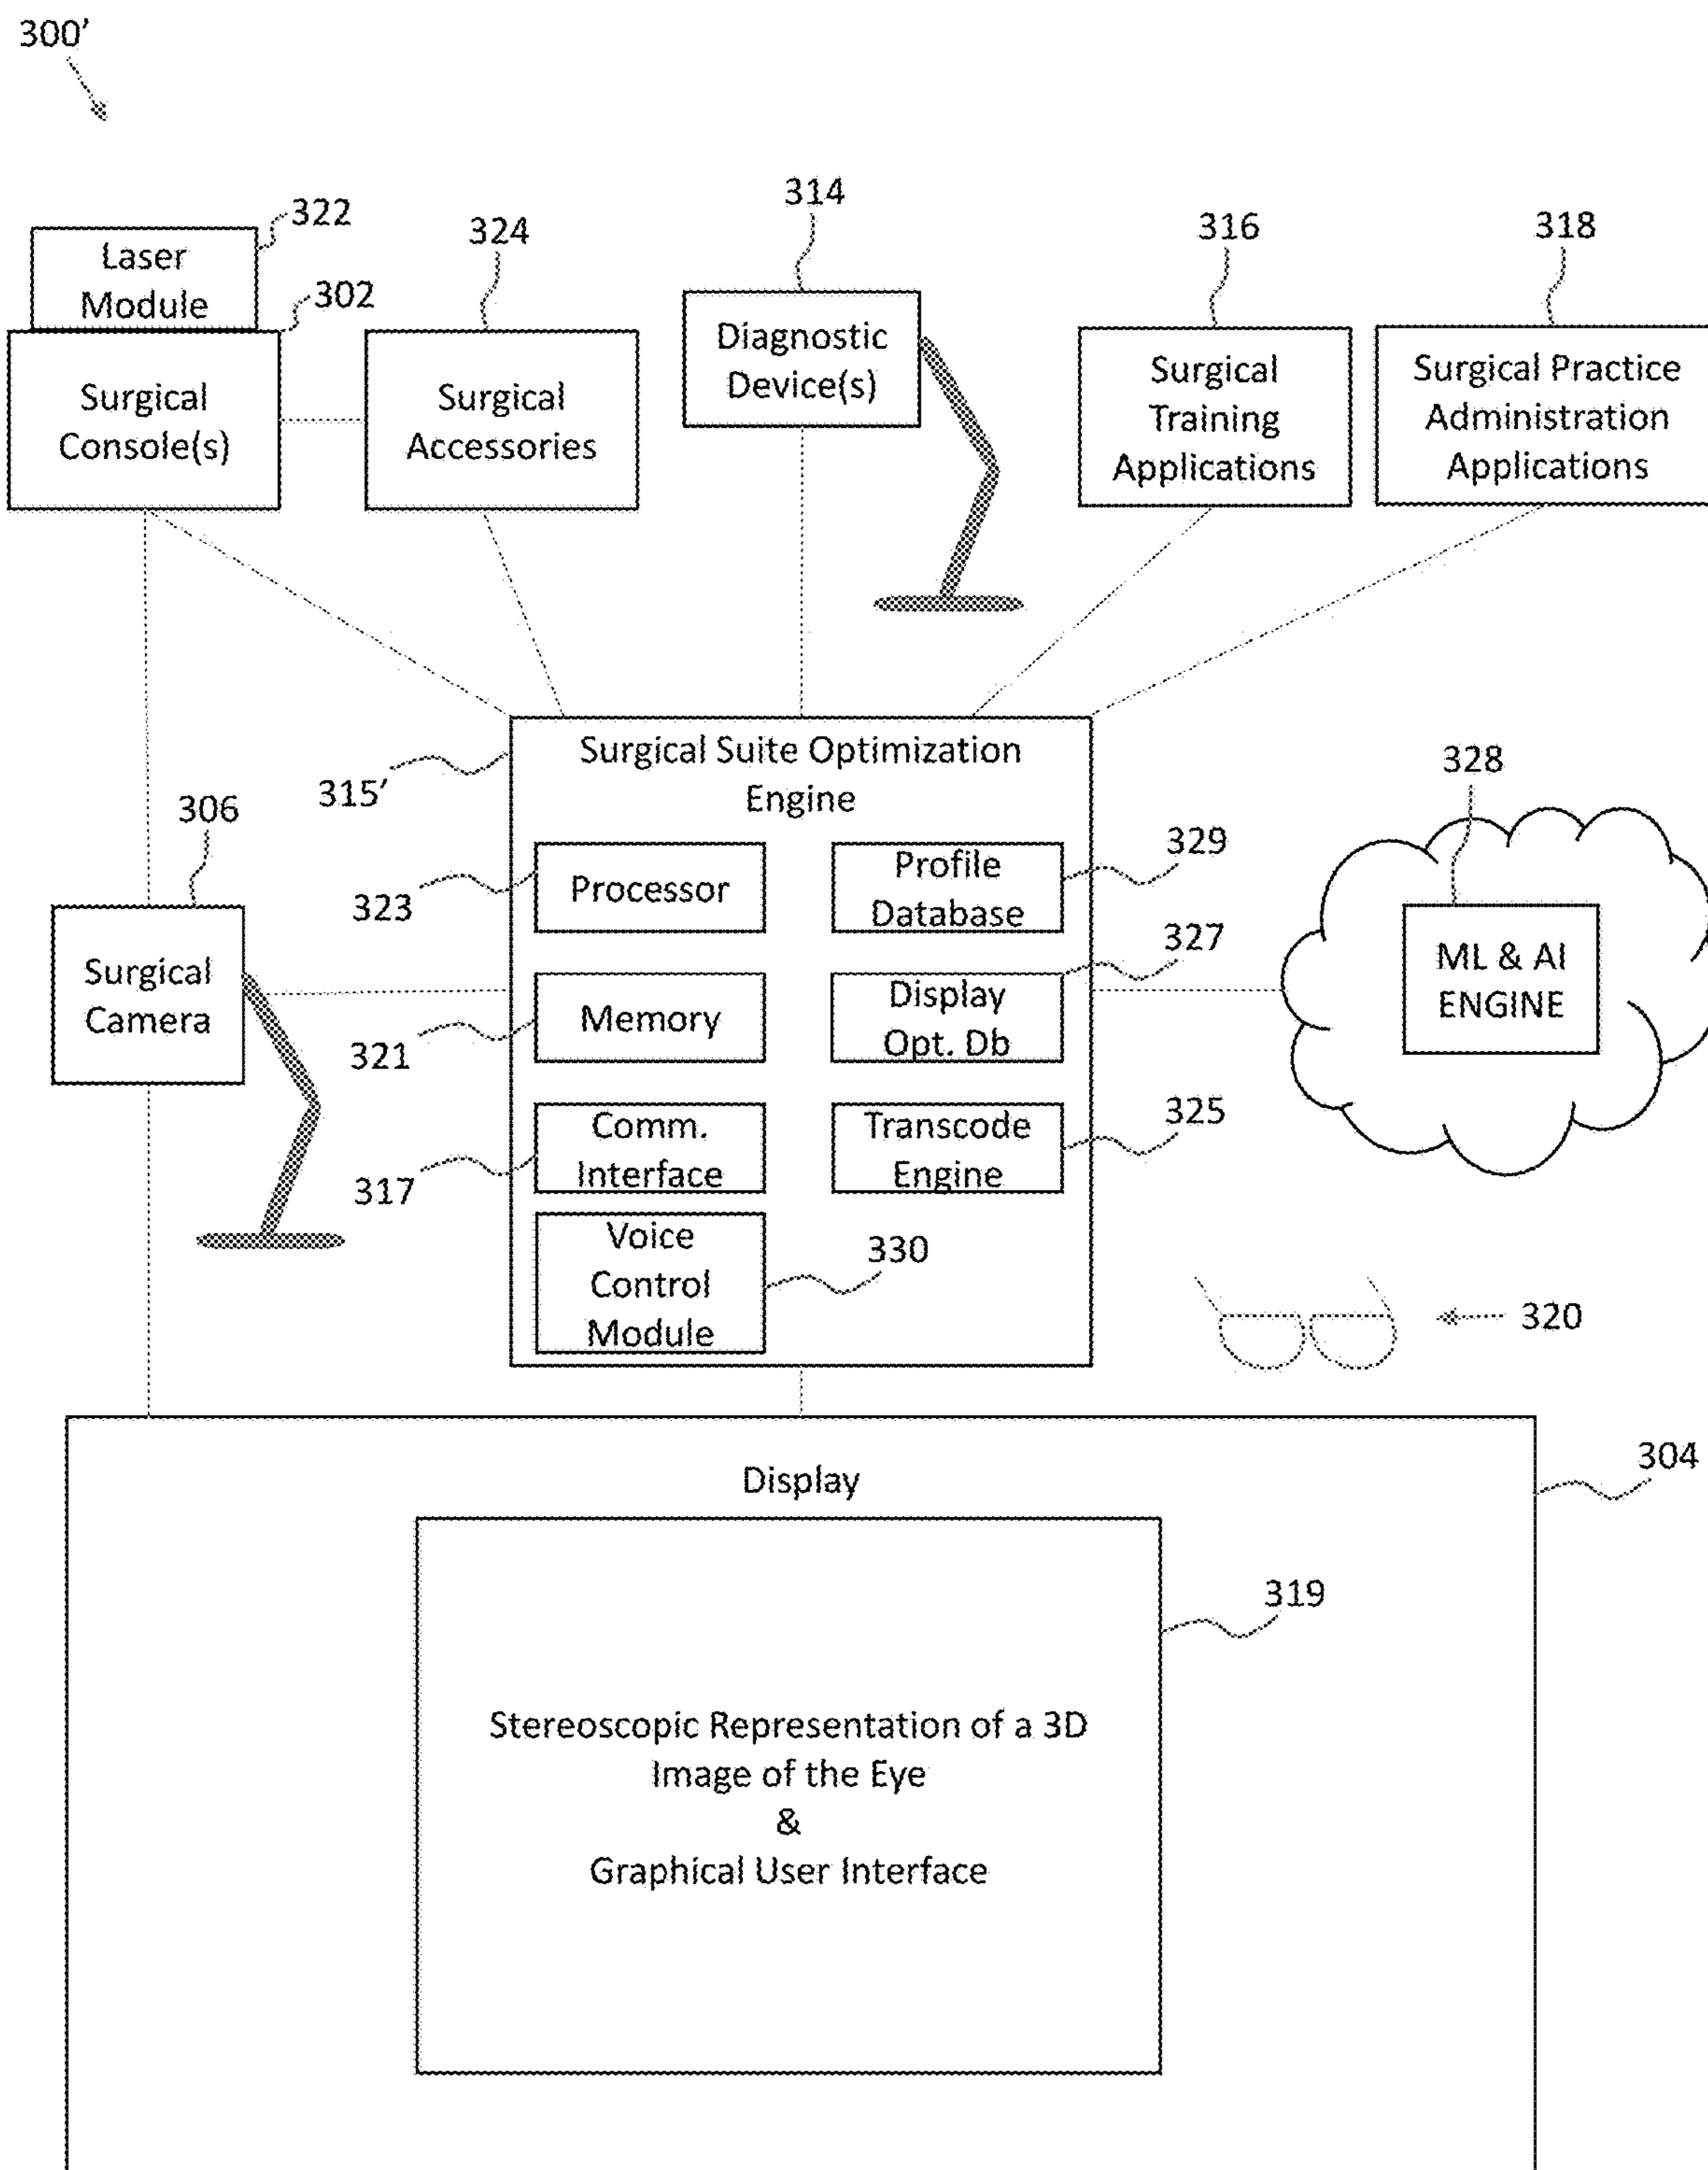 300’
314
322
316
318
324
Laser
Module
302
Diagnostic
Device(s)
Surgical
Console(s)
Surgical
Accessories
Surgical
Training
Applications
Surgical Practice
Administration
Applications
315’
Surgical Suite Optimization
Engine
328
306
323
Processor
Profile
Database
329
Surgical
Camera
321
Memory
Display
Opt. Db
327
ML & AI
ENGINE
317
Comm.
Interface
Transcode
Engine
325
Voice
Control
Module
330
320
304
Display
319
Stereoscopic Representation of a 3D
Image of the Eye
&
Graphical User Interface